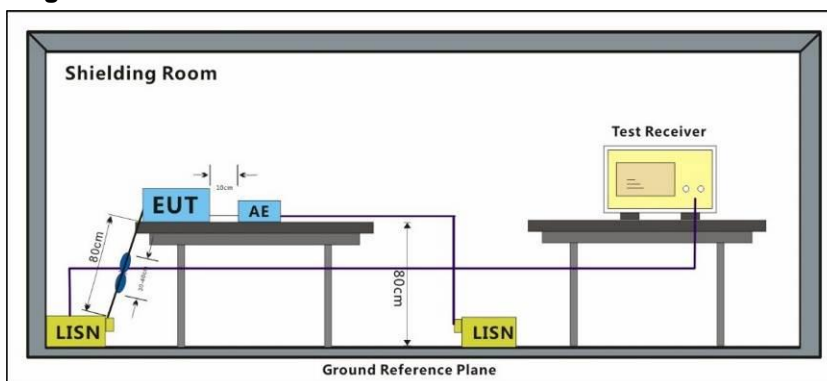 Shielding Room
Test Receiver
10cm
EUT
AE
80cm
80cm
LISN
LISN
Ground Reference Plane